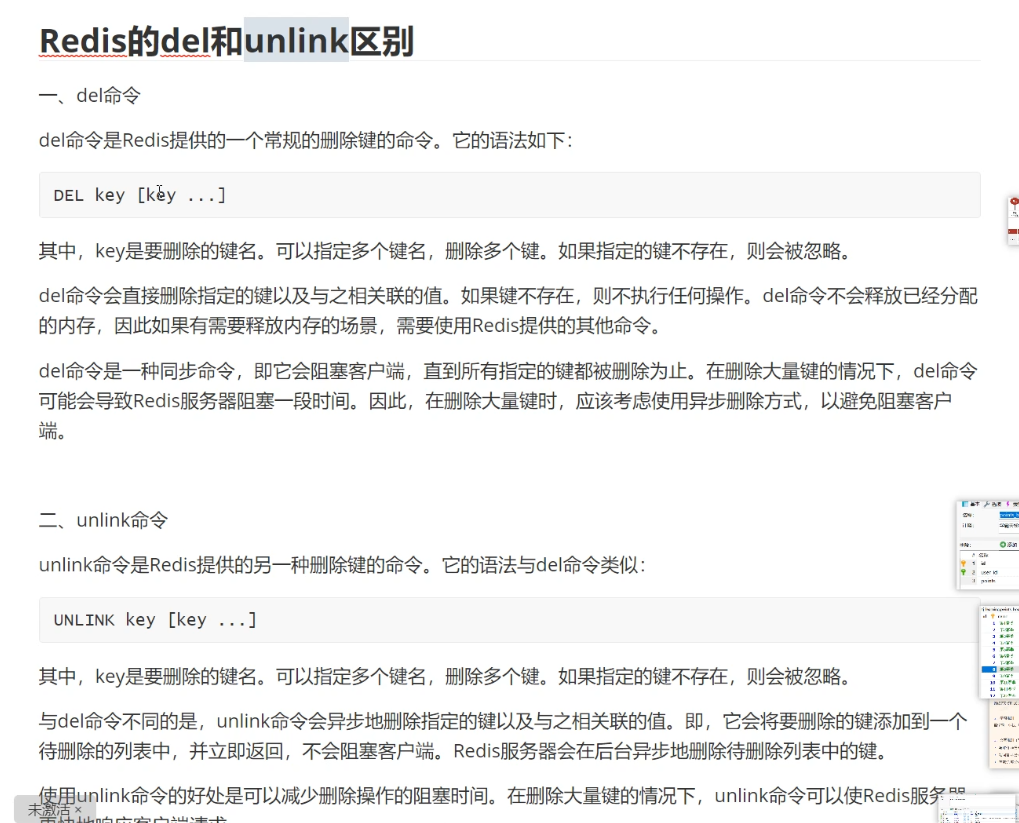 Redis的del和unlink区别
一、del命令
del命令是Redis提供的一个常规的删除键的命令。它的语法如下：
DEL key [key ...]
其中，key是要删除的键名。可以指定多个键名，删除多个键。如果指定的键不存在，则会被忽略。
del命令会直接删除指定的键以及与之相关联的值。如果键不存在，则不执行任何操作。del命令不会释放已经分配
的内存，因此如果有需要释放内存的场景，需要使用Redis提供的其他命令。
del命令是一种同步命令，即它会阻塞客户端，直到所有指定的键都被删除为止。在删除大量键的情况下，del命令
可能会导致Redis服务器阻塞一段时间。因此，在删除大量键时，应该考虑使用异步删除方式，以避免阻塞客户
端。
二、unlink命令
unlink命令是Redis提供的另一种删除键的命令。它的语法与del命令类似：
UNLINK key [key ...]
其中，key是要删除的键名。可以指定多个键名，删除多个键。如果指定的键不存在，则会被忽略。
与del命令不同的是，unlink命令会异步地删除指定的键以及与之相关联的值。即，它会将要删除的键添加到一个
待删除的列表中，并立即返回，不会阻塞客户端。Redis服务器会在后台异步地删除待删除列表中的键。
使用unlink命令的好处是可以减少删除操作的阻塞时间。在删除大量键的情况下，unlink命令可以使Redis服务器
未激活 ×